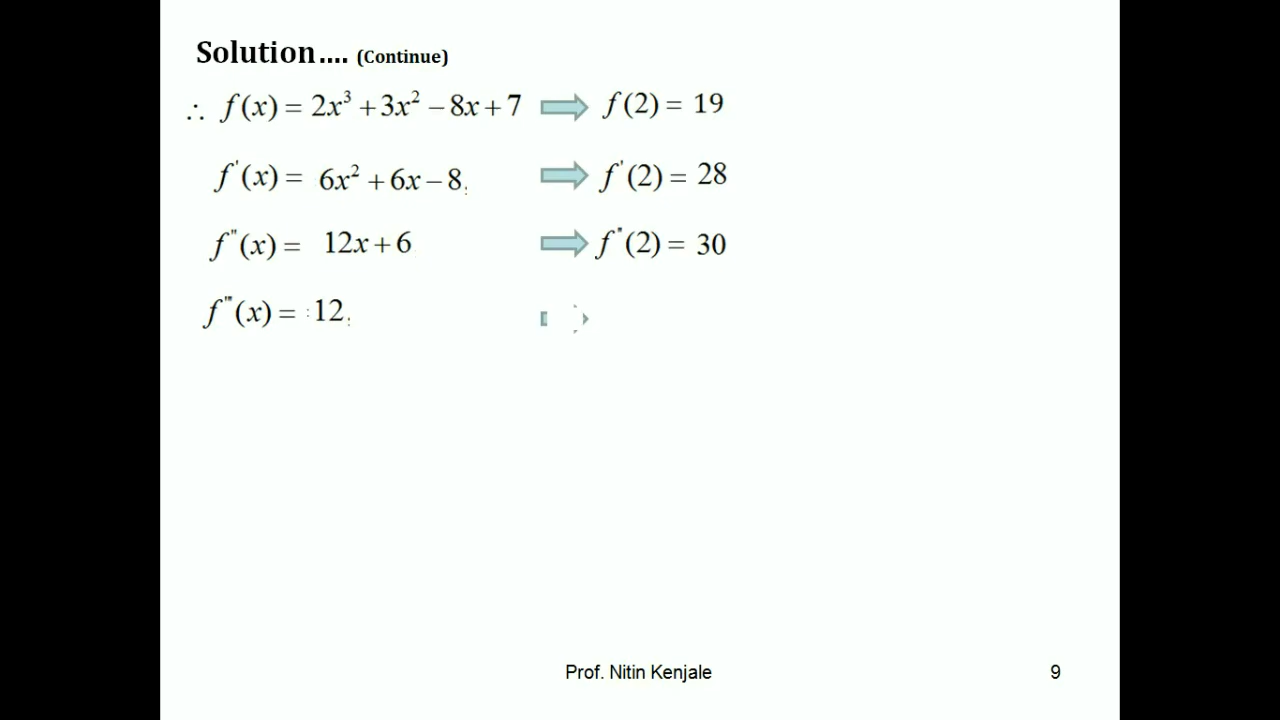 Solution.... (Continue)
∴ f(x) = 2x³ + 3x² − 8x + 7 ⇒ f(2) = 19
f'(x) = 6x² + 6x − 8 ⇒ f'(2) = 28
f"(x) = 12x + 6 ⇒ f"(2) = 30
f"'(x) = 12
Prof. Nitin Kenjale 9